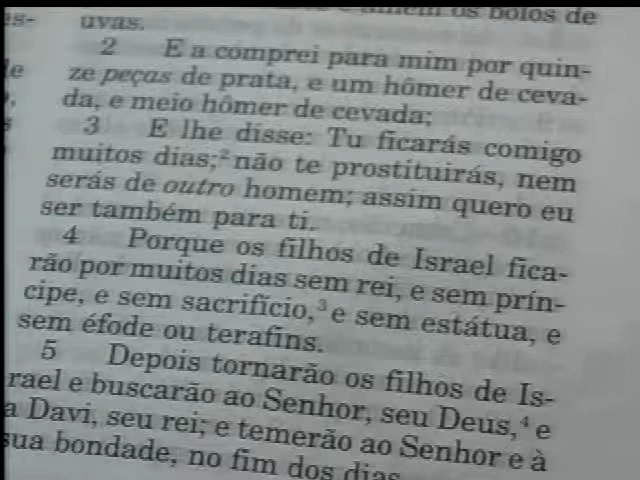 e amem os bolos de
es- uvas.
2 E a comprei para mim por quin-
ze peças de prata, e um hômer de ceva-
da, e meio hômer de cevada;
3 E lhe disse: Tu ficarás comigo
muitos dias;² não te prostituirás, nem
serás de outro homem; assim quero eu
ser também para ti.
4 Porque os filhos de Israel fica-
rão por muitos dias sem rei, e sem prín-
cipe, e sem sacrifício,³ e sem estátua, e
sem éfode ou terafins.
5 Depois tornarão os filhos de Is-
rael e buscarão ao Senhor, seu Deus,⁴ e
a Davi, seu rei; e temerão ao Senhor e à
sua bondade, no fim dos dias.